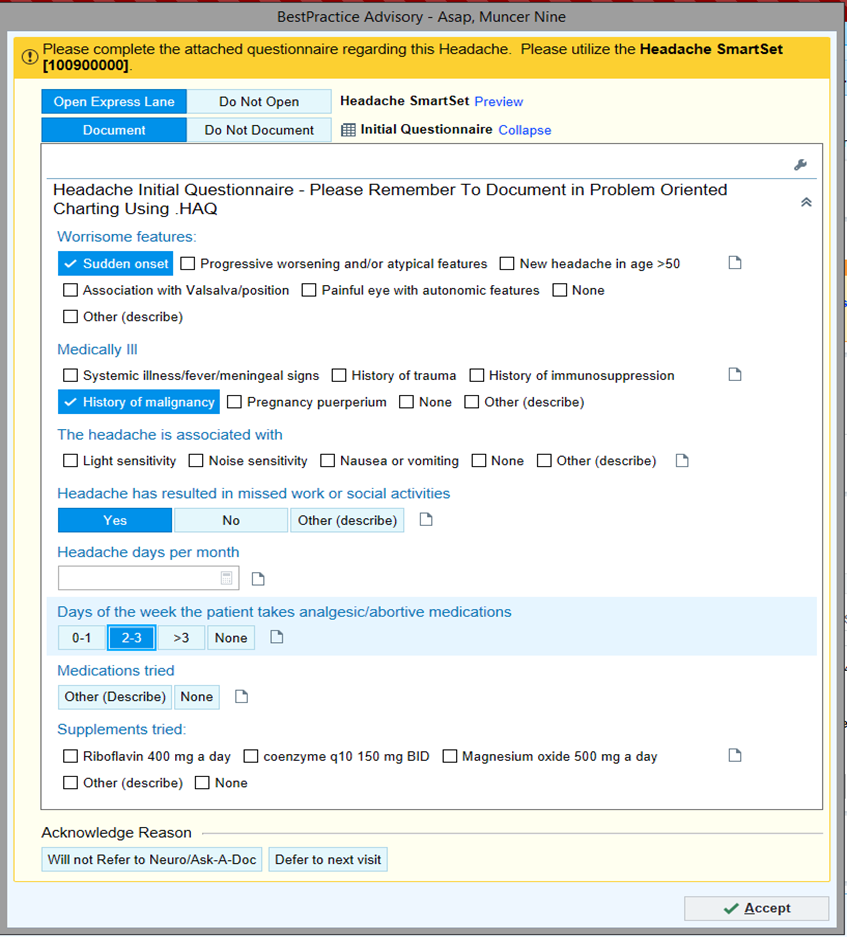 BestPractice Advisory - Asap, Muncer Nine
Please complete the attached questionnaire regarding this Headache. Please utilize the Headache SmartSet
[100900000].
Open Express Lane Do Not Open Headache SmartSet Preview
Document Do Not Document Initial Questionnaire Collapse
Headache Initial Questionnaire - Please Remember To Document in Problem Oriented
Charting Using .HAQ
Worrisome features:
Sudden onset Progressive worsening and/or atypical features New headache in age >50
Association with Valsalva/position Painful eye with autonomic features None
Other (describe)
Medically Ill
Systemic illness/fever/meningeal signs History of trauma History of immunosuppression
History of malignancy Pregnancy puerperium None Other (describe)
The headache is associated with
Light sensitivity Noise sensitivity Nausea or vomiting None Other (describe)
Headache has resulted in missed work or social activities
Yes No Other (describe)
Headache days per month
Days of the week the patient takes analgesic/abortive medications
0-1 2-3 >3 None
Medications tried
Other (Describe) None
Supplements tried:
Riboflavin 400 mg a day coenzyme q10 150 mg BID Magnesium oxide 500 mg a day
Other (describe) None
Acknowledge Reason
Will not Refer to Neuro/Ask-A-Doc Defer to next visit
Accept